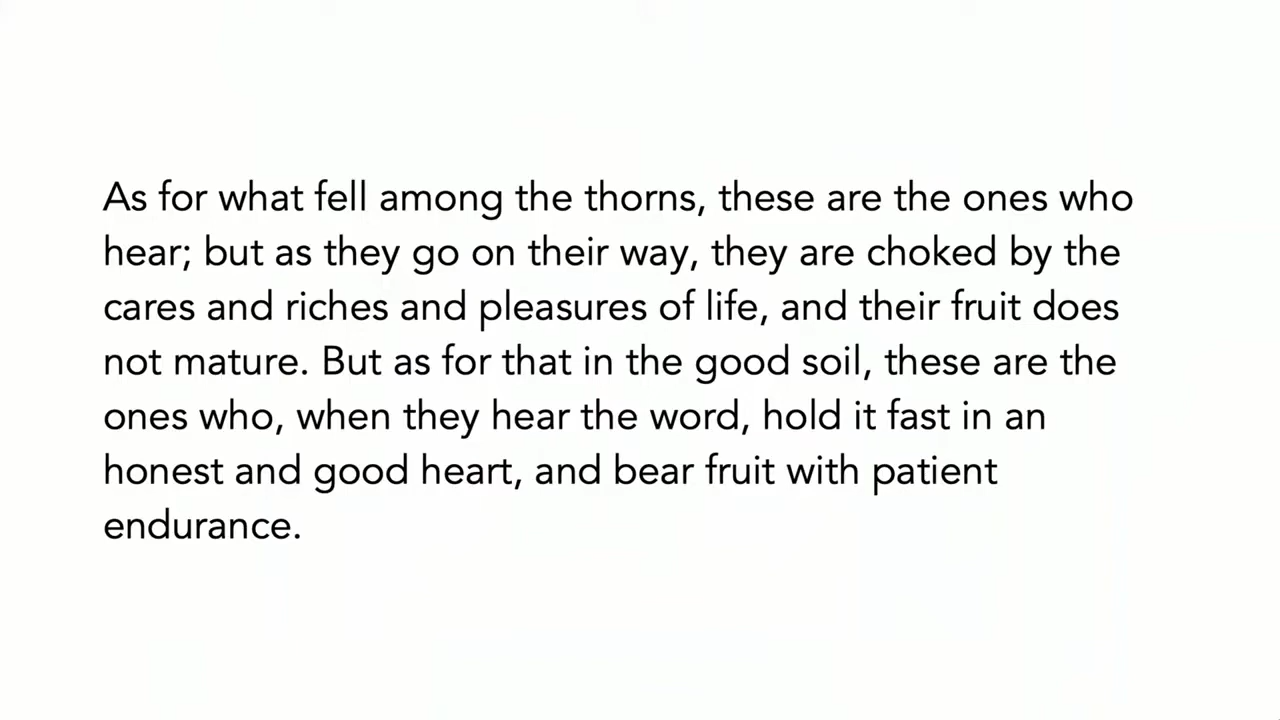 As for what fell among the thorns, these are the ones who
hear; but as they go on their way, they are choked by the
cares and riches and pleasures of life, and their fruit does
not mature. But as for that in the good soil, these are the
ones who, when they hear the word, hold it fast in an
honest and good heart, and bear fruit with patient
endurance.